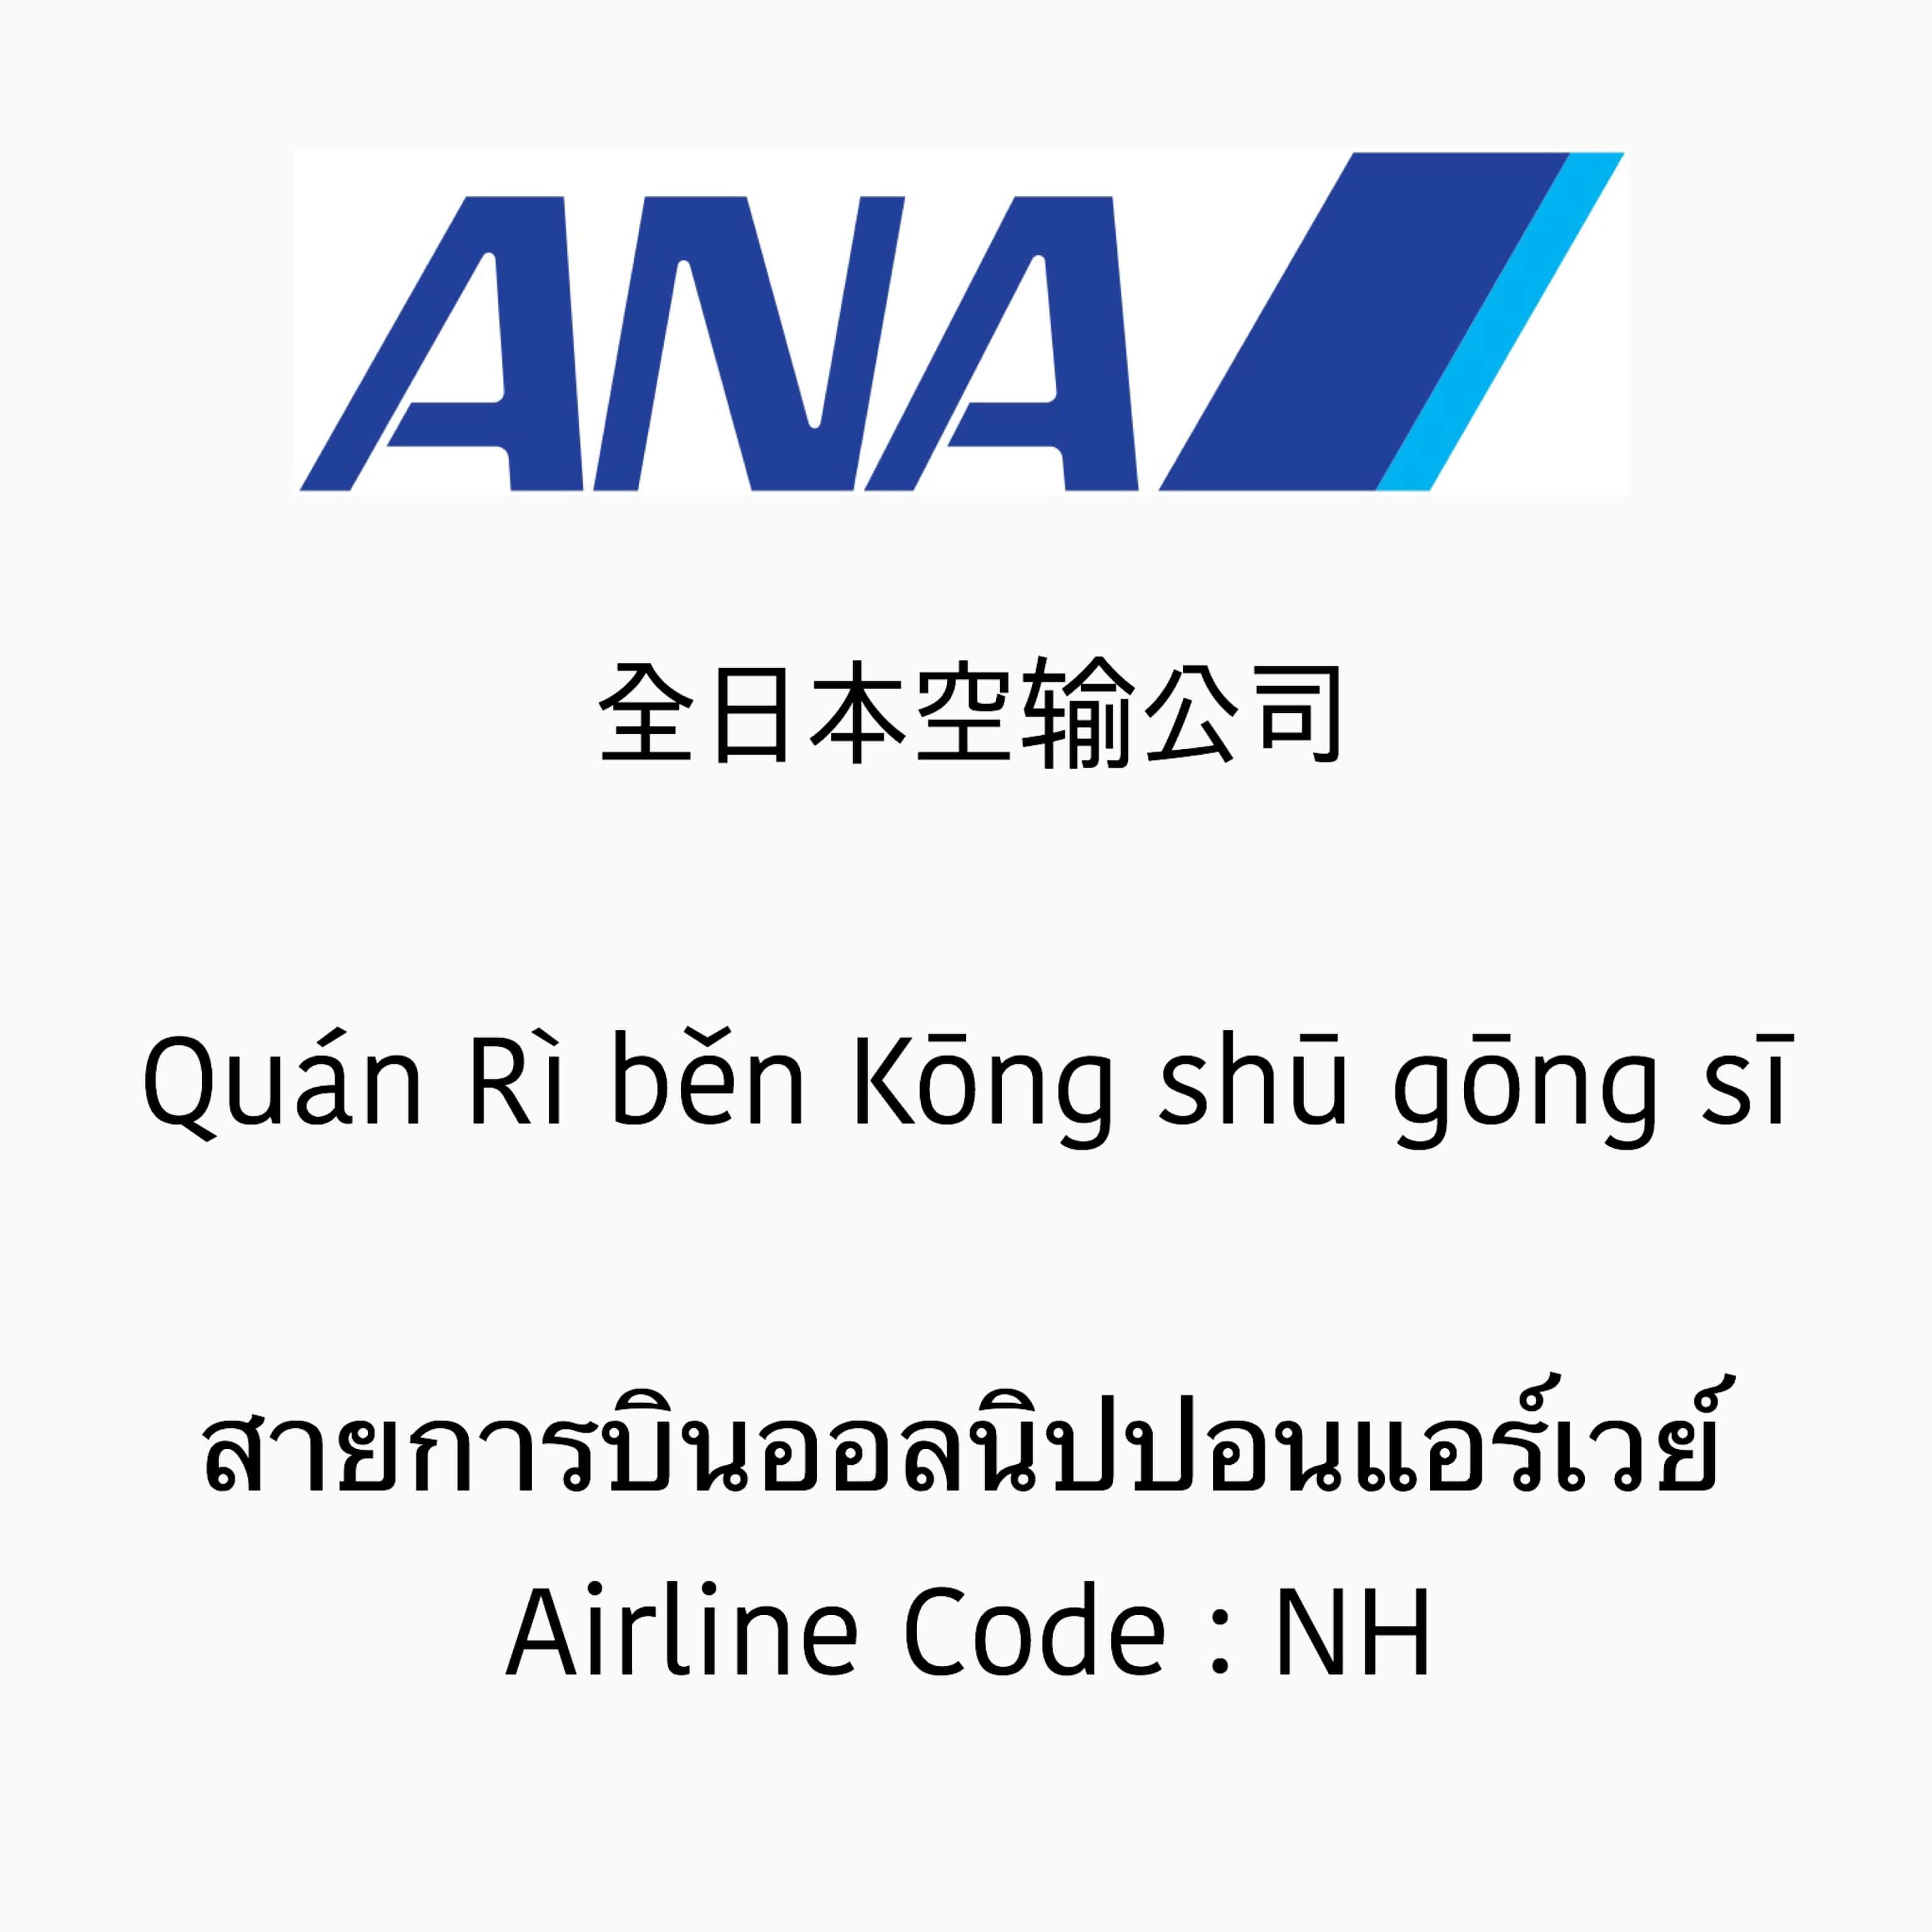 ANA
全日本空输公司
Quán Rì běn Kōng shū gōng sī
สายการบินออลนิปปอนแอร์เวย์
Airline Code : NH